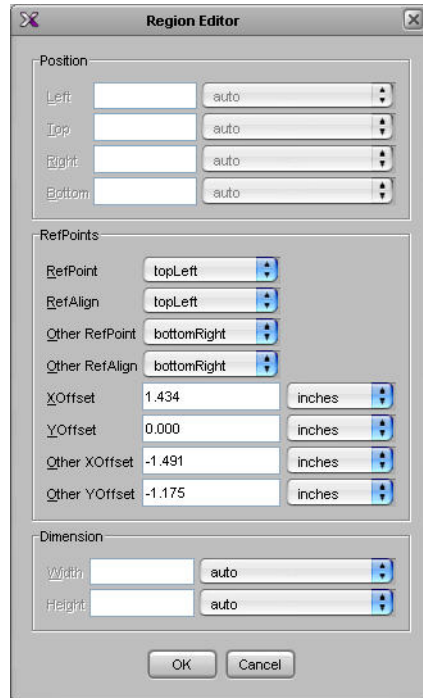 Region Editor
Position
Left auto
Top auto
Right auto
Bottom auto
RefPoints
RefPoint topLeft
RefAlign topLeft
Other RefPoint bottomRight
Other RefAlign bottomRight
XOffset 1.434 inches
YOffset 0.000 inches
Other XOffset -1.491 inches
Other YOffset -1.175 inches
Dimension
Width auto
Height auto
OK Cancel